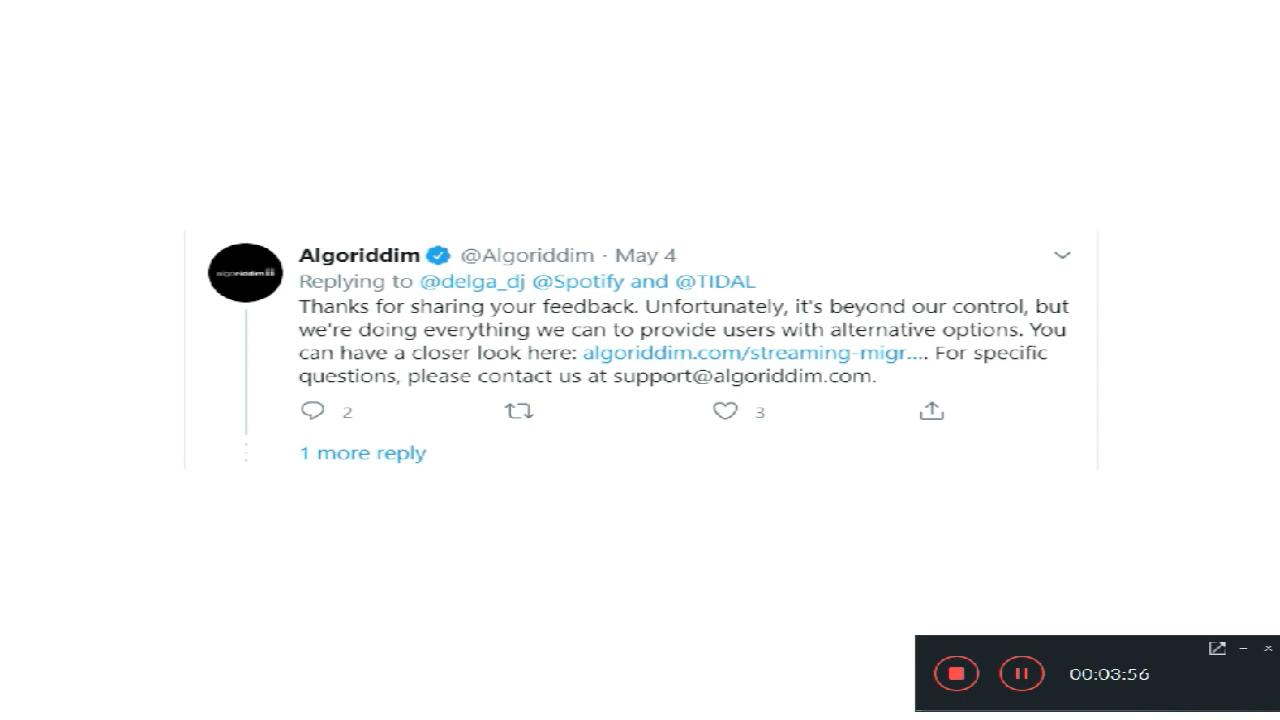 Algoriddim @Algoriddim · May 4
Replying to @delga_dj @Spotify and @TIDAL
Thanks for sharing your feedback. Unfortunately, it's beyond our control, but
we're doing everything we can to provide users with alternative options. You
can have a closer look here: algoriddim.com/streaming-migr.... For specific
questions, please contact us at support@algoriddim.com.
2 3
1 more reply
algoriddim
00:03:56